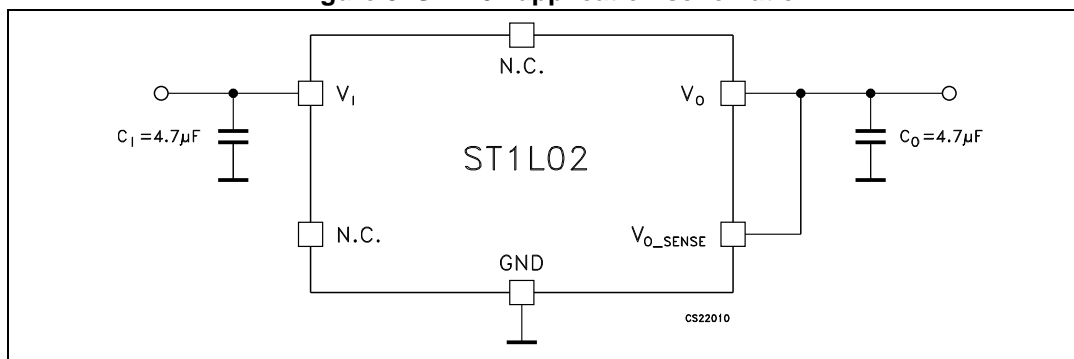 N.C.
V_I
V_O
C_I=4.7µF
C_O=4.7µF
ST1L02
N.C.
V_O_SENSE
GND
CS22010